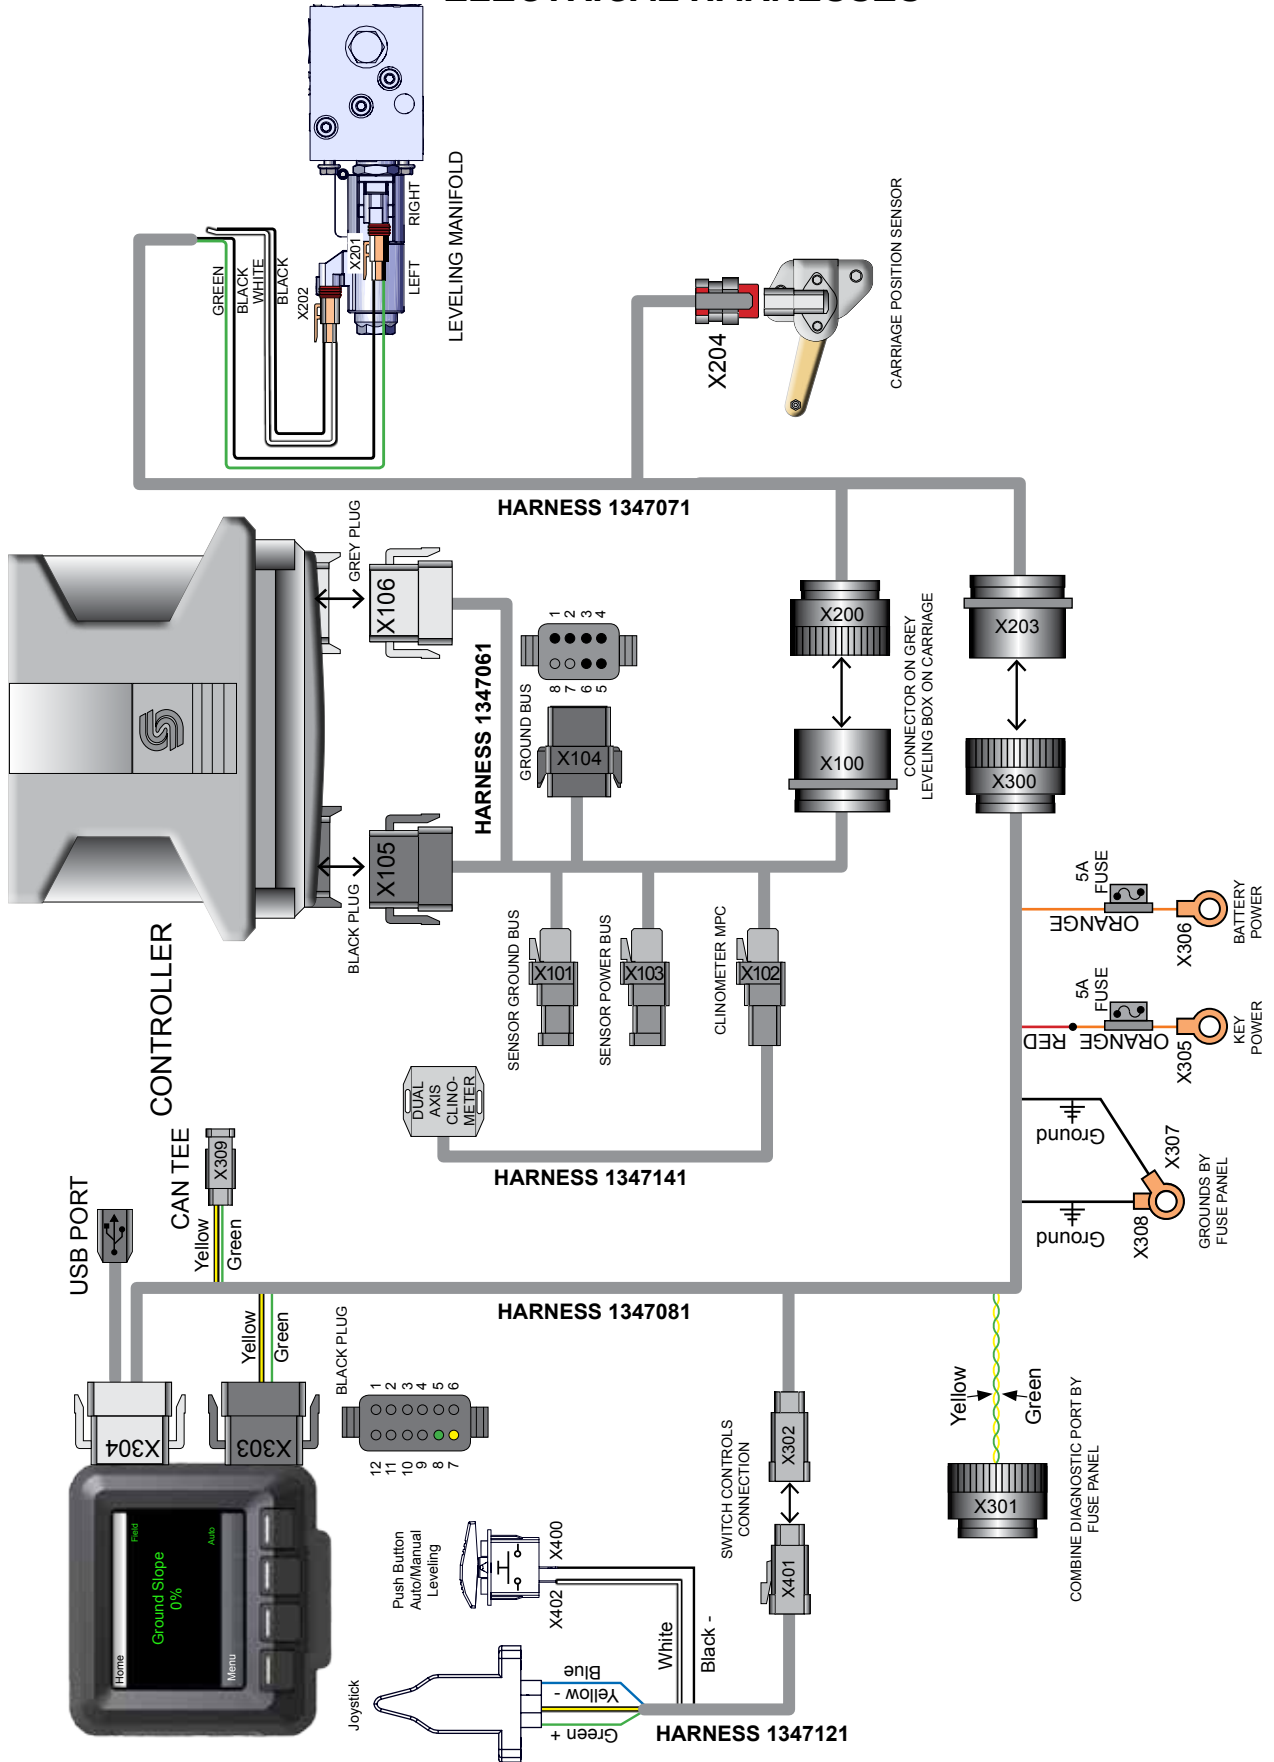 GREEN
BLACK
WHITE
BLACK
X202
X201
LEFT
RIGHT
LEVELING MANIFOLD
X204
CARRIAGE POSITION SENSOR
HARNESS 1347071
CONTROLLER
GREY PLUG
X106
BLACK PLUG
X105
HARNESS 1347061
GROUND BUS
X104
1
2
3
4
8
7
6
5
X200
X203
X100
X300
CONNECTOR ON GREY
LEVELING BOX ON CARRIAGE
SENSOR GROUND BUS
X101
SENSOR POWER BUS
X103
CLINOMETER MPC
X102
DUAL
AXIS
CLINO-
METER
HARNESS 1347141
5A
FUSE
ORANGE
X306
BATTERY
POWER
5A
FUSE
RED
ORANGE
X305
KEY
POWER
Ground
X307
Ground
X308
GROUNDS BY
FUSE PANEL
USB PORT
CAN TEE
X309
Yellow
Green
HARNESS 1347081
Yellow
Green
X304
X303
BLACK PLUG
1
2
3
4
5
6
12
11
10
9
8
7
Home
Field
Ground Slope
0%
Menu
Auto
Push Button
Auto/Manual
Leveling
X400
X402
SWITCH CONTROLS
CONNECTION
X302
X401
Yellow
Green
X301
COMBINE DIAGNOSTIC PORT BY
FUSE PANEL
Joystick
Blue
Yellow -
Green +
White
Black -
HARNESS 1347121